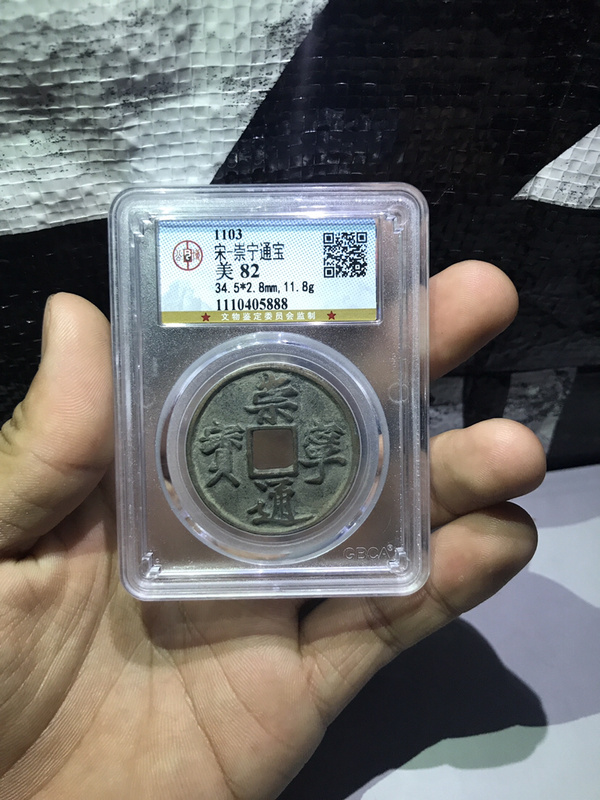 1103
宋-崇宁通宝
美 82
34.5*2.8mm,11.8g
1110405888
★ 文物鉴定委员会监制 ★
崇
寶 寧
通
GBCA®